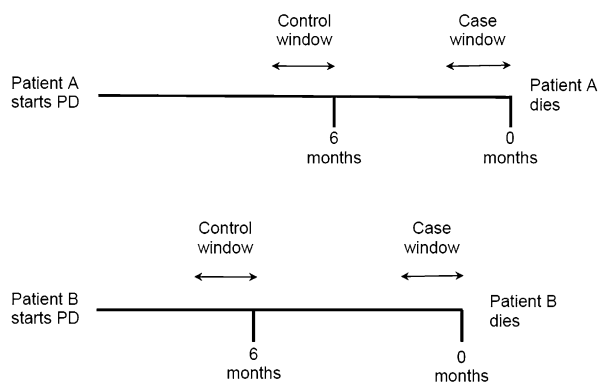 Control
window
Case
window
Patient A
starts PD
Patient A
dies
6
months
0
months
Control
window
Case
window
Patient B
starts PD
Patient B
dies
6
months
0
months